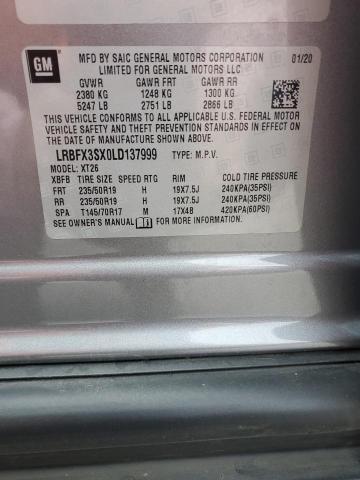 GM
MFD BY SAIC GENERAL MOTORS CORPORATION 01/20
LIMITED FOR GENERAL MOTORS LLC
GVWR GAWR FRT GAWR RR
2380 KG 1248 KG 1300 KG
5247 LB 2751 LB 2866 LB
THIS VEHICLE CONFORMS TO ALL APPLICABLE
U.S. FEDERAL MOTOR VEHICLE SAFETY AND
THEFT PREVENTION STANDARDS IN EFFECT ON THE
DATE OF MANUFACTURE SHOWN ABOVE.
LRBFX3SX0LD137999 TYPE: M.P.V.
MODEL: XT26
XBFB TIRE SIZE SPEED RTG RIM COLD TIRE PRESSURE
FRT 235/50R19 H 19X7.5J 240KPA(35PSI)
RR 235/50R19 H 19X7.5J 240KPA(35PSI)
SPA T145/70R17 M 17X4B 420KPA(60PSI)
SEE OWNER'S MANUAL FOR MORE INFORMATION.